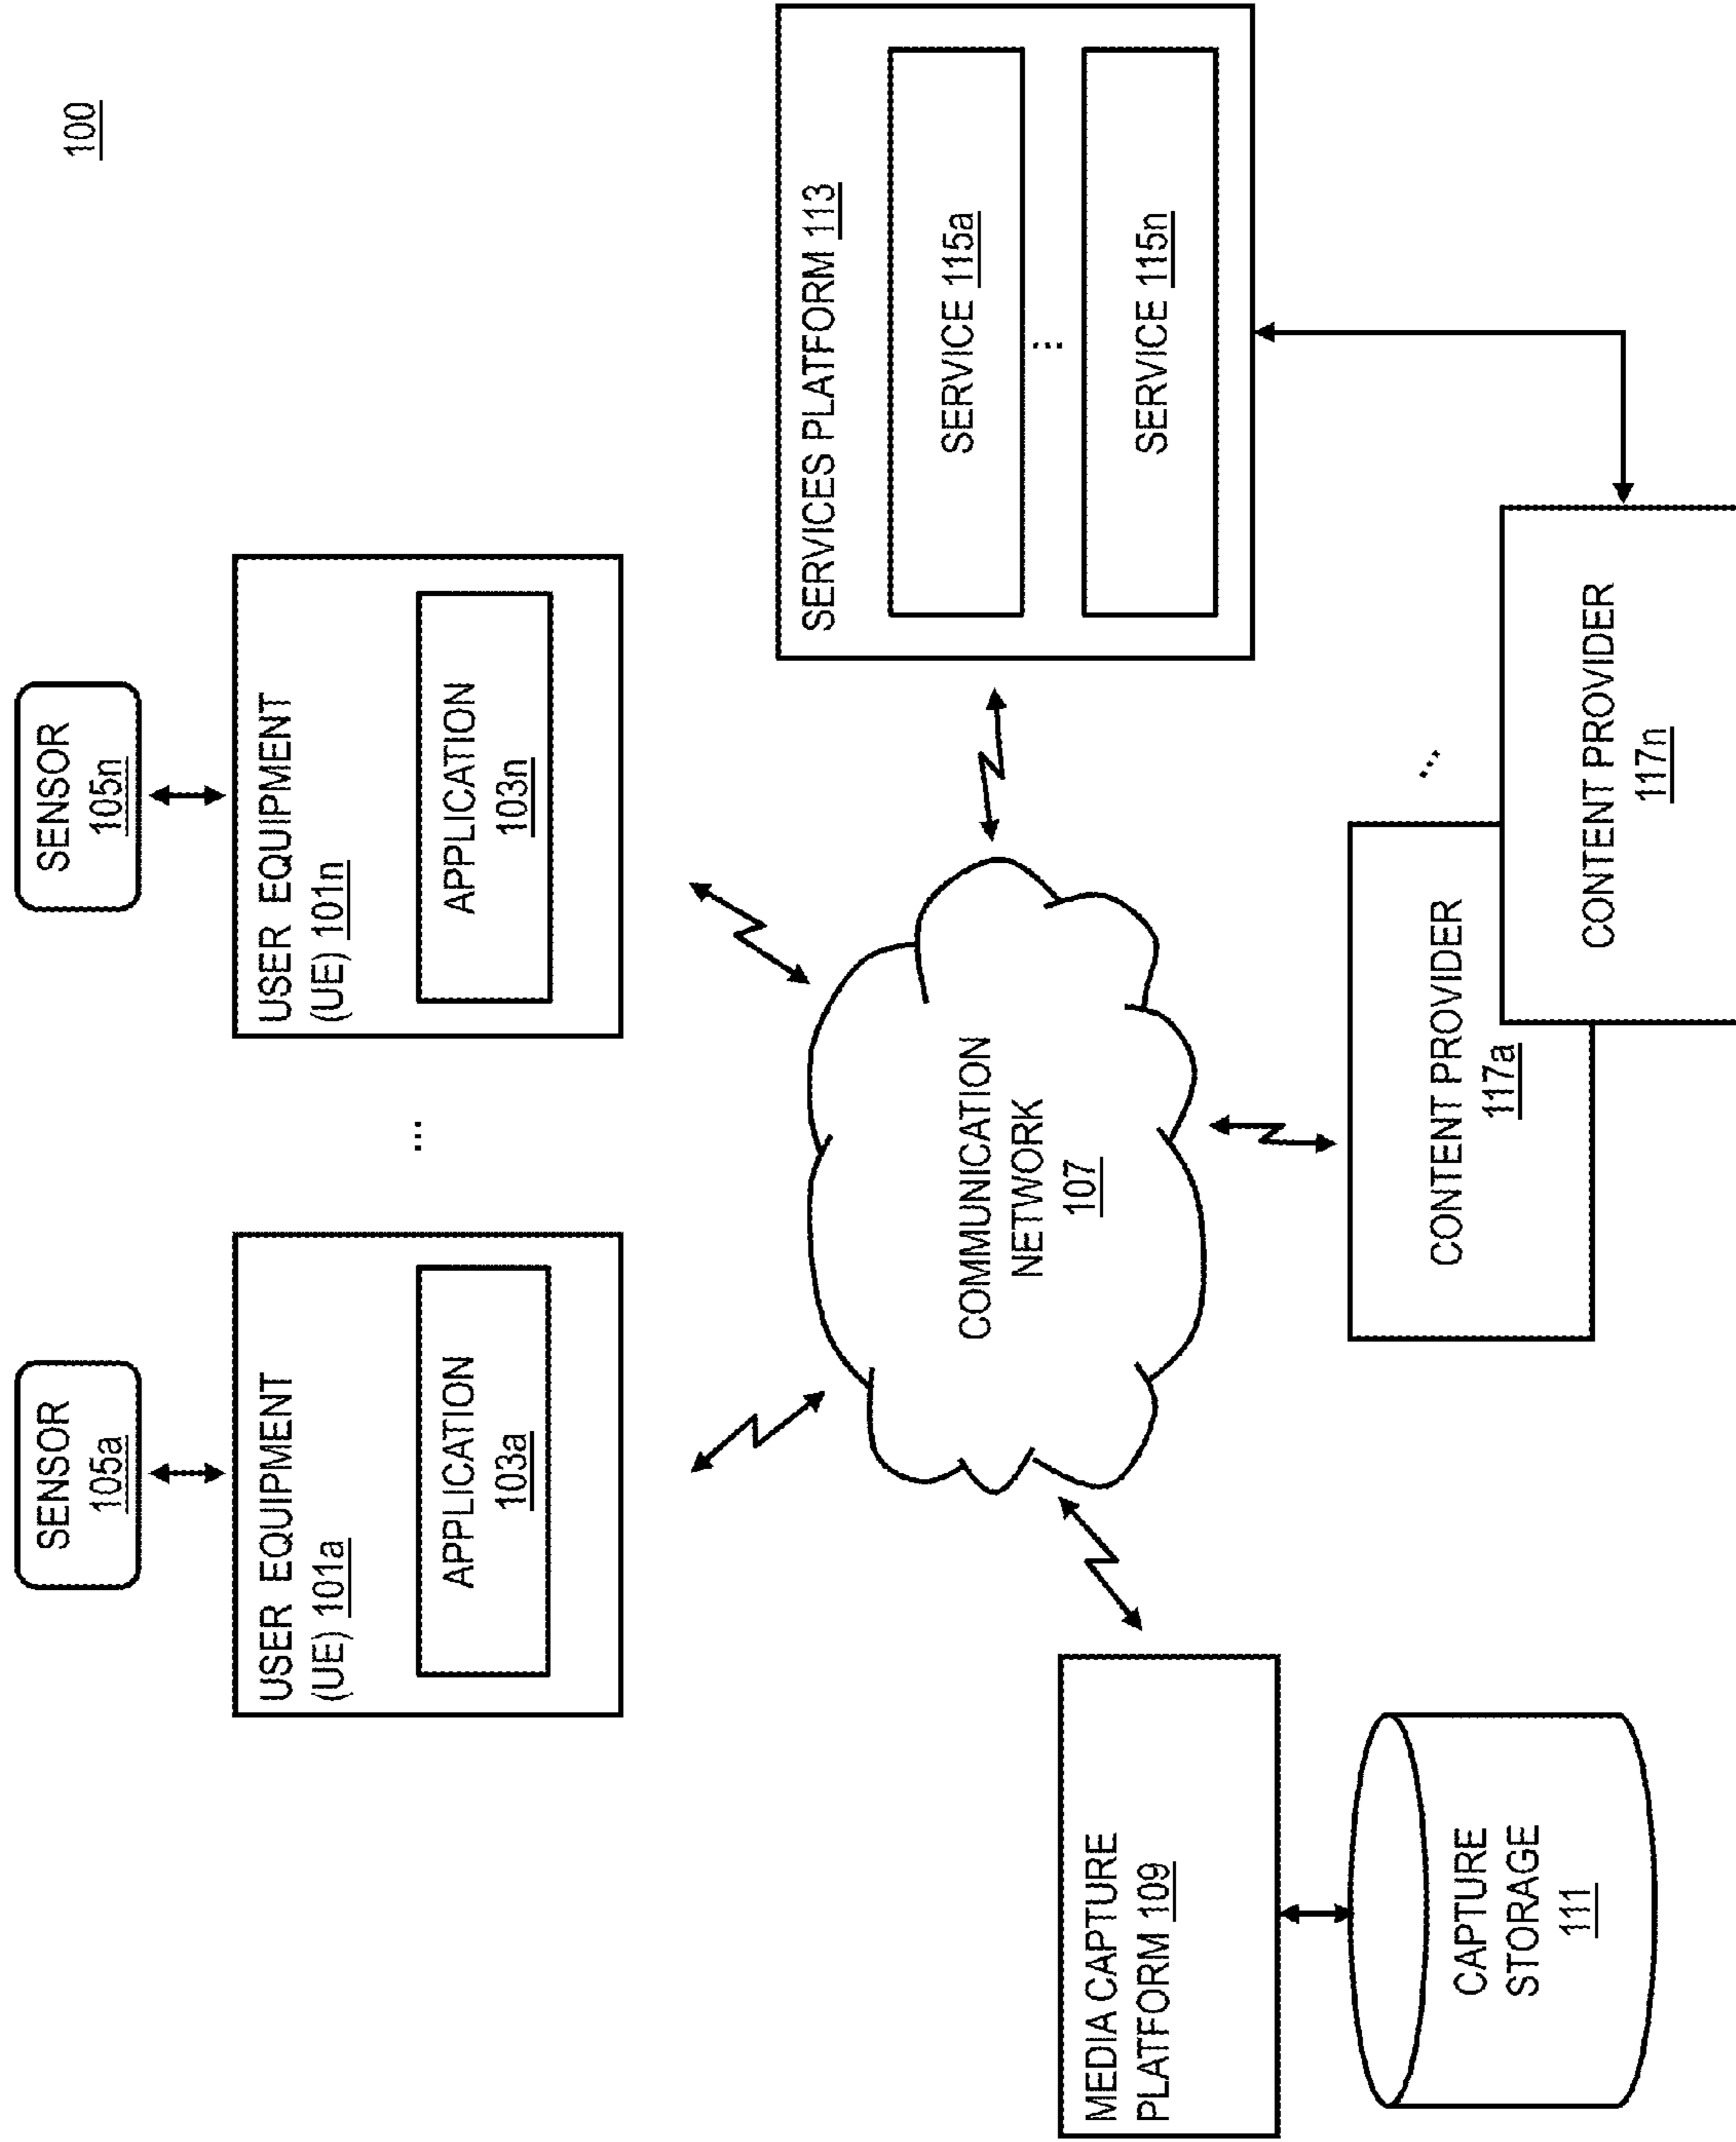 100
SENSOR
105a
SENSOR
105n
USER EQUIPMENT
(UE) 101a
APPLICATION
103a
...
USER EQUIPMENT
(UE) 101n
APPLICATION
103n
COMMUNICATION
NETWORK
107
SERVICES PLATFORM 113
SERVICE 115a
...
SERVICE 115n
MEDIA CAPTURE
PLATFORM 109
CAPTURE
STORAGE
111
CONTENT PROVIDER
117a
...
CONTENT PROVIDER
117n